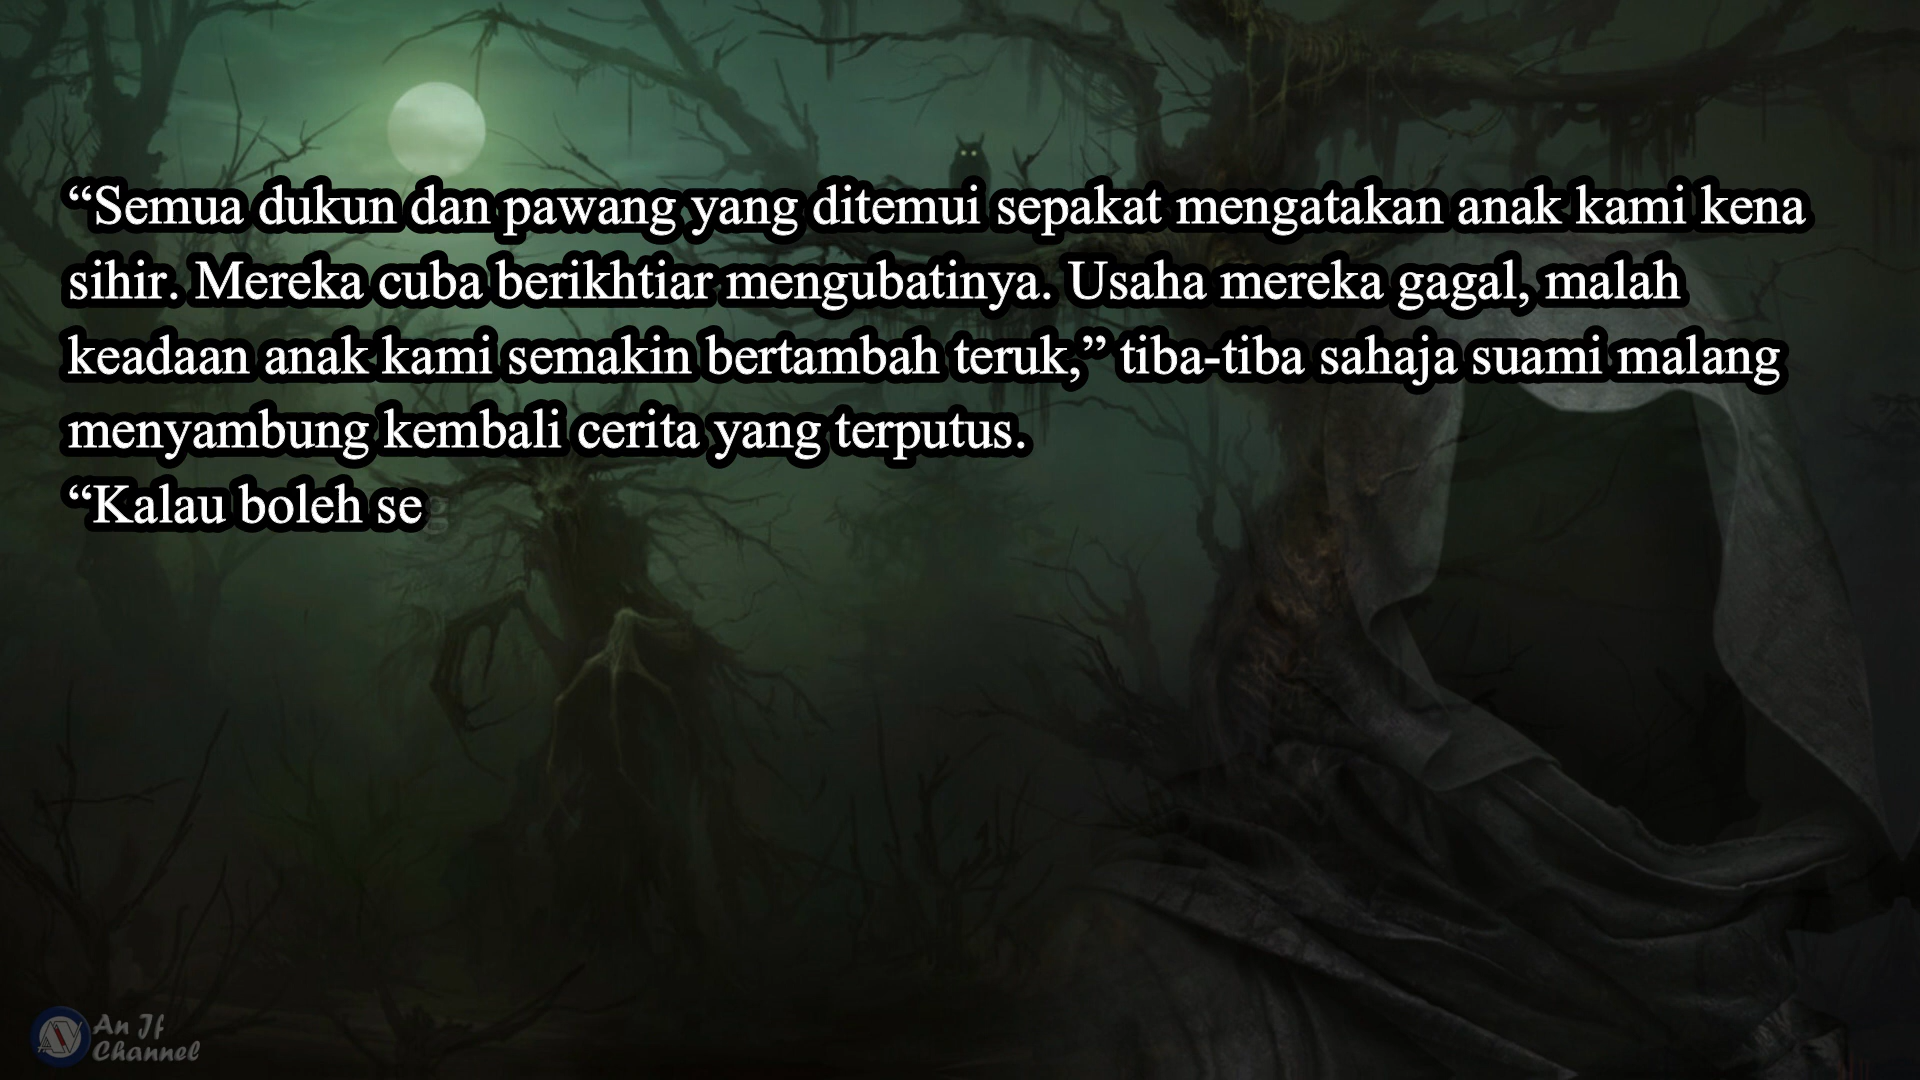 “Semua dukun dan pawang yang ditemui sepakat mengatakan anak kami kena
sihir. Mereka cuba berikhtiar mengubatinya. Usaha mereka gagal, malah
keadaan anak kami semakin bertambah teruk,” tiba-tiba sahaja suami malang
menyambung kembali cerita yang terputus.
“Kalau boleh se
An If
Channel